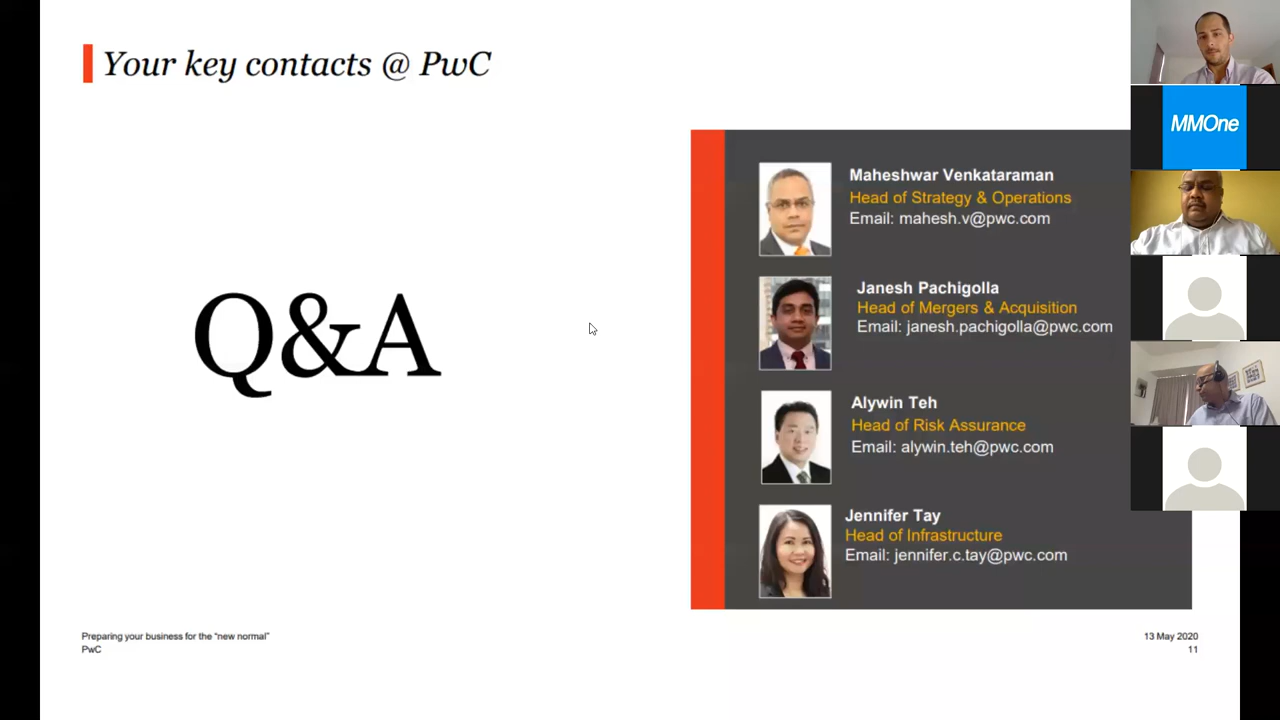 Your key contacts @ PwC
MMOne
Maheshwar Venkataraman
Head of Strategy & Operations
Email: mahesh.v@pwc.com
Janesh Pachigolla
Head of Mergers & Acquisition
Email: janesh.pachigolla@pwc.com
Q&A
Alywin Teh
Head of Risk Assurance
Email: alywin.teh@pwc.com
Jennifer Tay
Head of Infrastructure
Email: jennifer.c.tay@pwc.com
Preparing your business for the “new normal”
PwC
13 May 2020
11